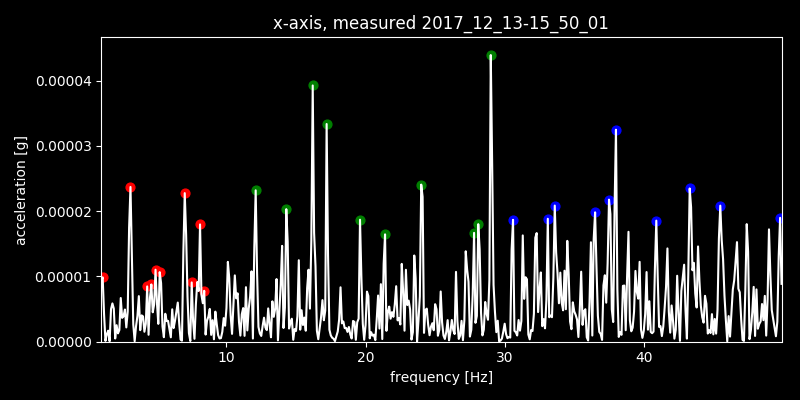 x-axis, measured 2017_12_13-15_50_01
acceleration [g]
0.00004
0.00003
0.00002
0.00001
0.00000
10 20 30 40
frequency [Hz]